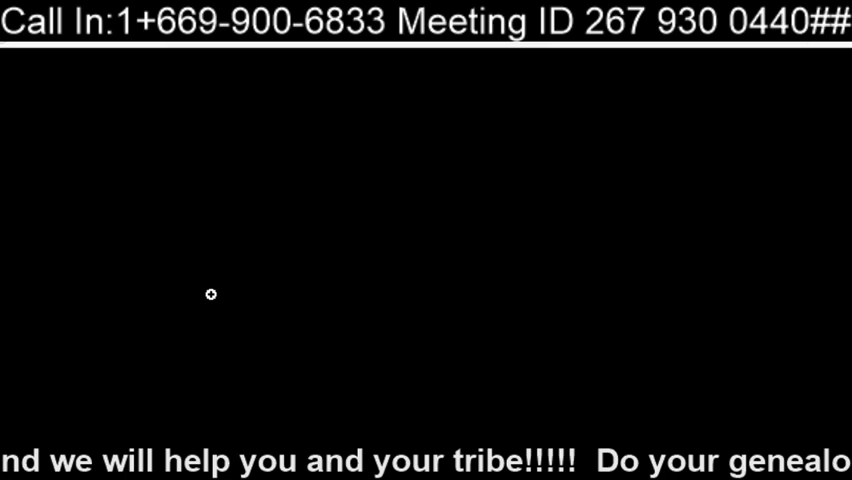 Call In:1+669-900-6833 Meeting ID 267 930 0440##
nd we will help you and your tribe!!!!!  Do your genealo